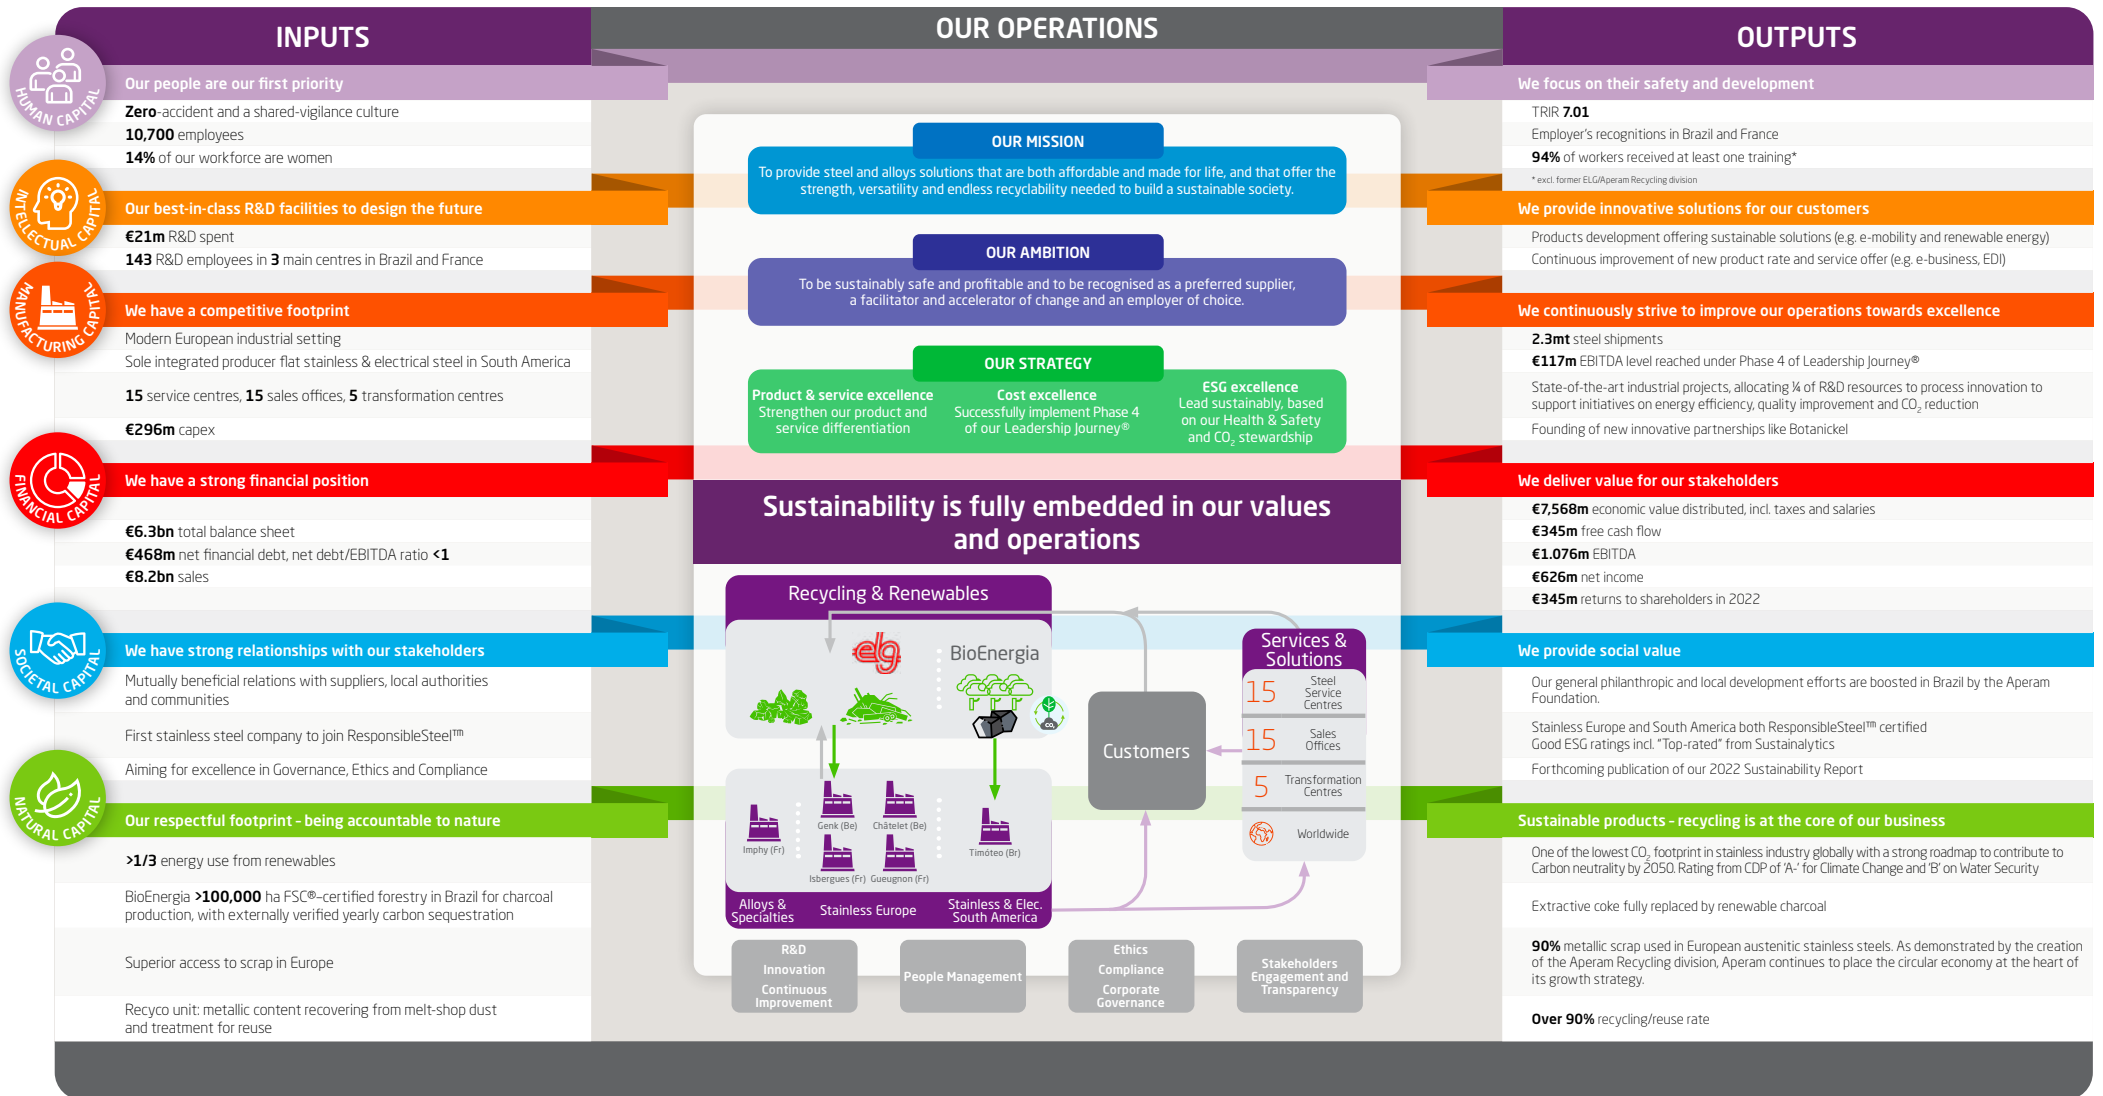 INPUTS
HUMAN CAPITAL
Our people are our first priority
Zero-accident and a shared-vigilance culture
10,700 employees
14% of our workforce are women
INTELLECTUAL CAPITAL
Our best-in-class R&D facilities to design the future
€21m R&D spent
143 R&D employees in 3 main centres in Brazil and France
MANUFACTURING CAPITAL
We have a competitive footprint
Modern European industrial setting
Sole integrated producer flat stainless & electrical steel in South America
15 service centres, 15 sales offices, 5 transformation centres
€296m capex
FINANCIAL CAPITAL
We have a strong financial position
€6.3bn total balance sheet
€468m net financial debt, net debt/EBITDA ratio <1
€8.2bn sales
SOCIETAL CAPITAL
We have strong relationships with our stakeholders
Mutually beneficial relations with suppliers, local authorities
and communities
First stainless steel company to join ResponsibleSteel™
Aiming for excellence in Governance, Ethics and Compliance
NATURAL CAPITAL
Our respectful footprint – being accountable to nature
>1/3 energy use from renewables
BioEnergia >100,000 ha FSC®–certified forestry in Brazil for charcoal
production, with externally verified yearly carbon sequestration
Superior access to scrap in Europe
Recyco unit: metallic content recovering from melt-shop dust
and treatment for reuse
OUR OPERATIONS
OUR MISSION
To provide steel and alloys solutions that are both affordable and made for life, and that offer the
strength, versatility and endless recyclability needed to build a sustainable society.
OUR AMBITION
To be sustainably safe and profitable and to be recognised as a preferred supplier,
a facilitator and accelerator of change and an employer of choice.
OUR STRATEGY
Product & service excellence
Strengthen our product and
service differentiation
Cost excellence
Successfully implement Phase 4
of our Leadership Journey®
ESG excellence
Lead sustainably, based
on our Health & Safety
and CO₂ stewardship
Sustainability is fully embedded in our values
and operations
Recycling & Renewables
elg
BioEnergia
CO₂
Imphy (Fr)
Genk (Be)
Châtelet (Be)
Isbergues (Fr)
Gueugnon (Fr)
Timóteo (Br)
Alloys &
Specialties
Stainless Europe
Stainless & Elec.
South America
Customers
Services &
Solutions
15 Steel
Service
Centres
15 Sales
Offices
5 Transformation
Centres
Worldwide
R&D
Innovation
Continuous
Improvement
People Management
Ethics
Compliance
Corporate
Governance
Stakeholders
Engagement and
Transparency
OUTPUTS
We focus on their safety and development
TRIR 7.01
Employer's recognitions in Brazil and France
94% of workers received at least one training*
* excl. former ELG/Aperam Recycling division
We provide innovative solutions for our customers
Products development offering sustainable solutions (e.g. e-mobility and renewable energy)
Continuous improvement of new product rate and service offer (e.g. e-business, EDI)
We continuously strive to improve our operations towards excellence
2.3mt steel shipments
€117m EBITDA level reached under Phase 4 of Leadership Journey®
State-of-the-art industrial projects, allocating ¼ of R&D resources to process innovation to
support initiatives on energy efficiency, quality improvement and CO₂ reduction
Founding of new innovative partnerships like Botanickel
We deliver value for our stakeholders
€7,568m economic value distributed, incl. taxes and salaries
€345m free cash flow
€1.076m EBITDA
€626m net income
€345m returns to shareholders in 2022
We provide social value
Our general philanthropic and local development efforts are boosted in Brazil by the Aperam
Foundation.
Stainless Europe and South America both ResponsibleSteel™ certified
Good ESG ratings incl. "Top-rated" from Sustainalytics
Forthcoming publication of our 2022 Sustainability Report
Sustainable products – recycling is at the core of our business
One of the lowest CO₂ footprint in stainless industry globally with a strong roadmap to contribute to
Carbon neutrality by 2050. Rating from CDP of 'A-' for Climate Change and 'B' on Water Security
Extractive coke fully replaced by renewable charcoal
90% metallic scrap used in European austenitic stainless steels. As demonstrated by the creation
of the Aperam Recycling division, Aperam continues to place the circular economy at the heart of
its growth strategy.
Over 90% recycling/reuse rate